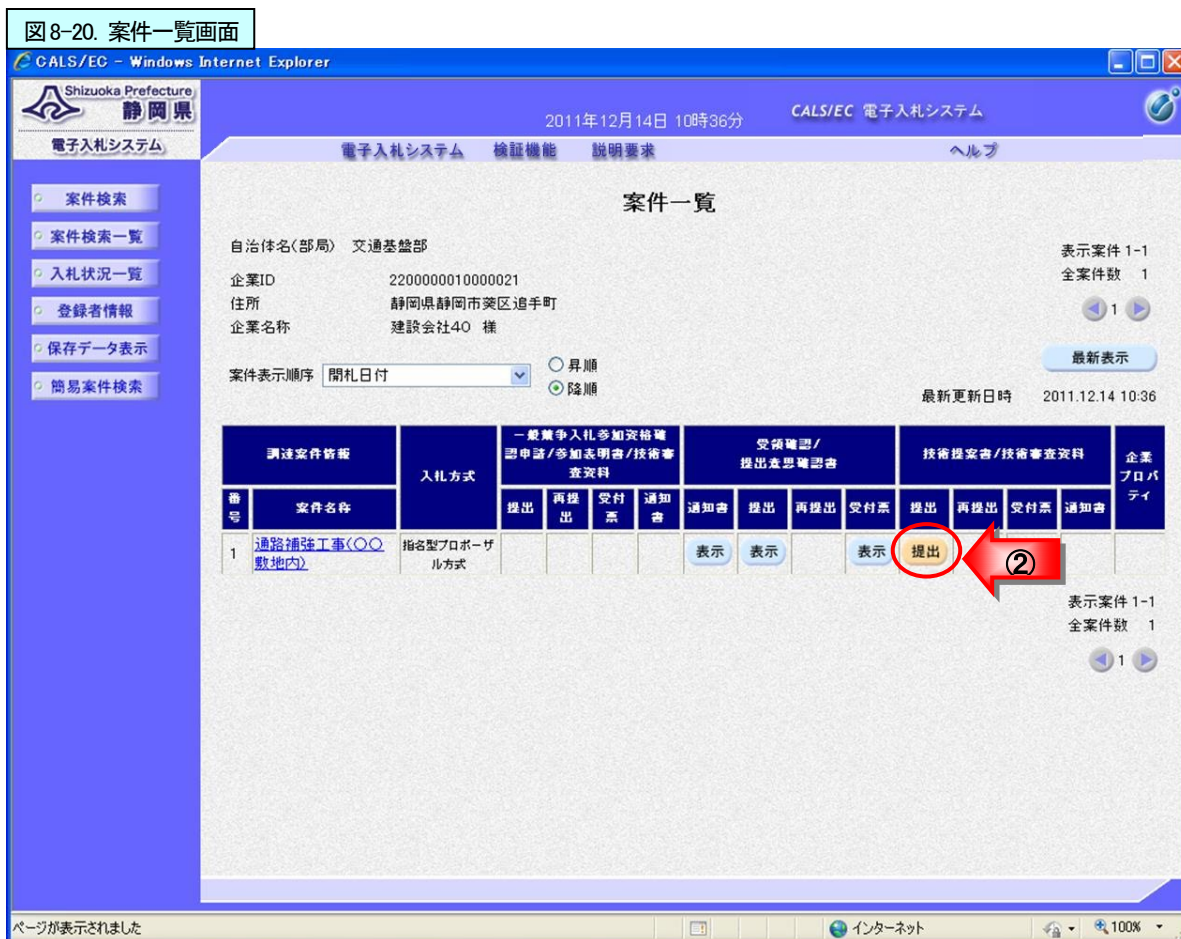 図8-20. 案件一覧画面
CALS/EC - Windows Internet Explorer
Shizuoka Prefecture
静岡県
電子入札システム
2011年12月14日 10時36分
CALS/EC 電子入札システム
電子入札システム 検証機能 説明要求 ヘルプ
案件検索
案件検索一覧
入札状況一覧
登録者情報
保存データ表示
簡易案件検索
案件一覧
自治体名(部局) 交通基盤部
企業ID 2200000010000021
住所 静岡県静岡市葵区追手町
企業名称 建設会社40 様
表示案件 1-1
全案件数 1
1
案件表示順序 開札日付
昇順
降順
最新表示
最新更新日時 2011.12.14 10:36
調達案件情報
入札方式
一般競争入札参加資格確
認申請/参加表明書/技術審
査資料
受領確認/
提出意思確認書
技術提案書/技術審査資料
企業
プロパ
ティ
番号 案件名称 提出 再提出 受付票 通知書 通知書 提出 再提出 受付票 提出 再提出 受付票 通知書
1 通路補強工事(〇〇
敷地内)
指名型プロポーザ
ル方式
表示 表示 表示 提出
②
表示案件 1-1
全案件数 1
1
ページが表示されました インターネット 100%